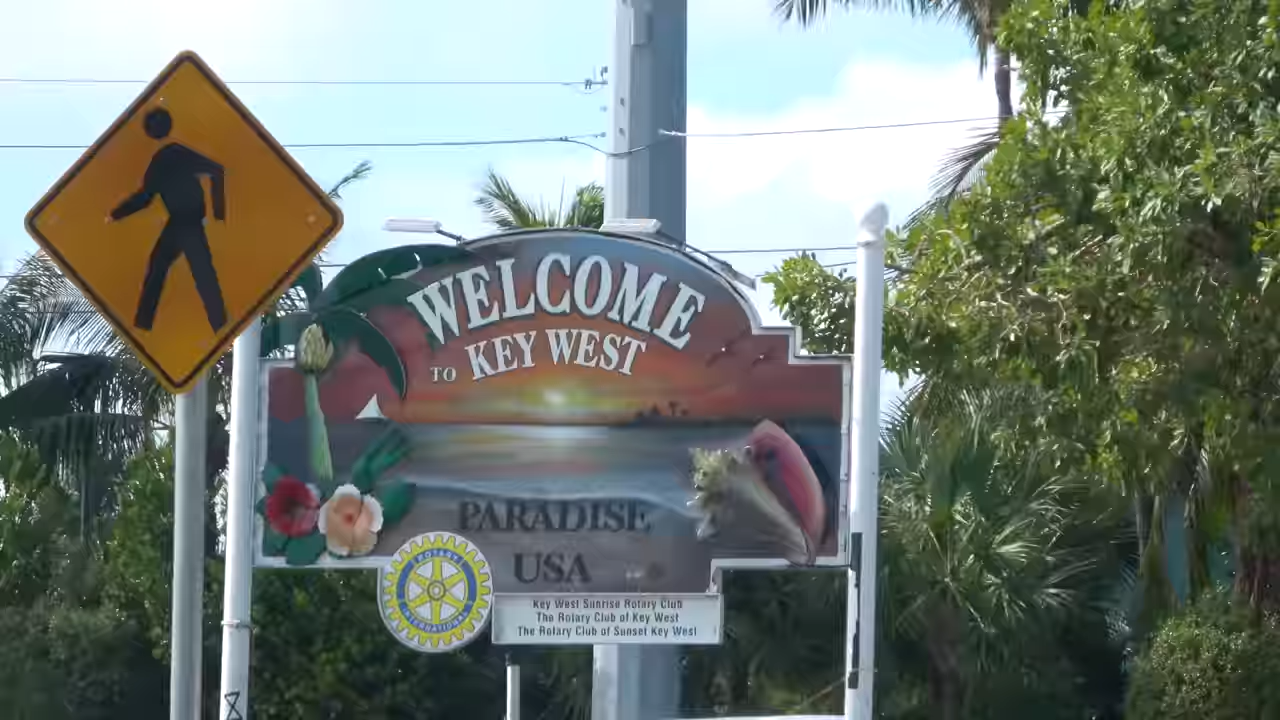 WELCOME
TO KEY WEST
PARADISE
USA
ROTARY
INTERNATIONAL
Key West Sunrise Rotary Club
The Rotary Club of Key West
The Rotary Club of Sunset Key West